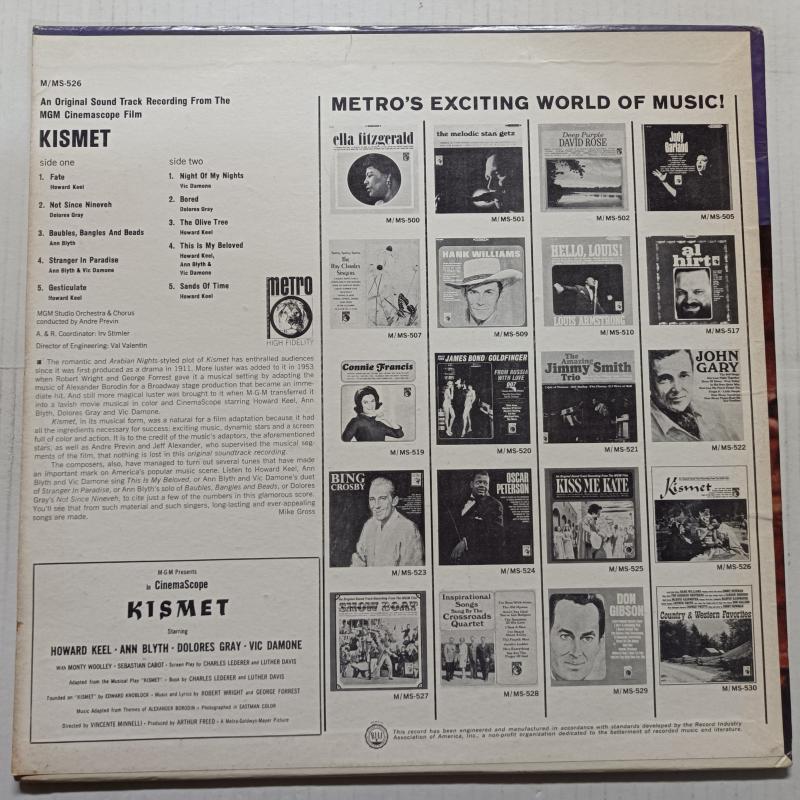 M/MS-526
An Original Sound Track Recording From The
MGM Cinemascope Film
KISMET
side one
1. Fate
Howard Keel
2. Not Since Nineveh
Dolores Gray
3. Baubles, Bangles And Beads
Ann Blyth
4. Stranger In Paradise
Ann Blyth & Vic Damone
5. Gesticulate
Howard Keel
side two
1. Night Of My Nights
Vic Damone
2. Bored
Dolores Gray
3. The Olive Tree
Howard Keel
4. This Is My Beloved
Howard Keel,
Ann Blyth &
Vic Damone
5. Sands Of Time
Howard Keel
MGM Studio Orchestra & Chorus
conducted by Andre Previn
A. & R. Coordinator: Irv Stimler
Director of Engineering: Val Valentin
metro
HIGH FIDELITY
The romantic and Arabian Nights-styled plot of Kismet has enthralled audiences
since it was first produced as a drama in 1911. More luster was added to it in 1953
when Robert Wright and George Forrest gave it a musical setting by adapting the
music of Alexander Borodin for a Broadway stage production that became an imme-
diate hit. And still more magical luster was brought to it when M-G-M transferred it
into a lavish movie musical in color and CinemaScope starring Howard Keel, Ann
Blyth, Dolores Gray and Vic Damone.
Kismet, in its musical form, was a natural for a film adaptation because it had
all the ingredients necessary for success: exciting music, dynamic stars and a screen
full of color and action. It is to the credit of the music's adaptors, the aforementioned
stars, as well as Andre Previn and Jeff Alexander, who supervised the musical seg-
ments of the film, that nothing is lost in this original soundtrack recording.
The composers, also, have managed to turn out several tunes that have made
an important mark on America's popular music scene. Listen to Howard Keel, Ann
Blyth and Vic Damone sing This Is My Beloved, or Ann Blyth and Vic Damone's duet
of Stranger In Paradise, or Ann Blyth's solo of Baubles, Bangles and Beads, or Dolores
Gray's Not Since Nineveh, to cite just a few of the numbers in this glamorous score.
You'll see that from such material and such singers, long-lasting and ever-appealing
songs are made.
Mike Gross
M-G-M Presents
In CinemaScope
KISMET
Starring
HOWARD KEEL · ANN BLYTH · DOLORES GRAY · VIC DAMONE
With MONTY WOOLLEY · SEBASTIAN CABOT · Screen Play by CHARLES LEDERER and LUTHER DAVIS
Adapted from the Musical Play "KISMET" · Book by CHARLES LEDERER and LUTHER DAVIS
Founded on "KISMET" by EDWARD KNOBLOCK · Music and Lyrics by ROBERT WRIGHT and GEORGE FORREST
Music Adapted from Themes of ALEXANDER BORODIN · Photographed in EASTMAN COLOR
Directed by VINCENTE MINNELLI · Produced by ARTHUR FREED · A Metro-Goldwyn-Mayer Picture
METRO'S EXCITING WORLD OF MUSIC!
ella fitzgerald
M/MS-500
the melodic stan getz
M/MS-501
Deep Purple
DAVID ROSE
M/MS-502
Judy
Garland
M/MS-505
The
Ray Charles
Singers
M/MS-507
HANK WILLIAMS
M/MS-509
HELLO, LOUIS!
LOUIS ARMSTRONG
M/MS-510
al
hirt
M/MS-517
Connie Francis
M/MS-519
JAMES BOND GOLDFINGER
FROM RUSSIA
WITH LOVE
007
M/MS-520
The
Amazing
Jimmy Smith
Trio
M/MS-521
JOHN
GARY
M/MS-522
BING
CROSBY
M/MS-523
OSCAR
PETERSON
M/MS-524
KISS ME KATE
M/MS-525
Kismet
M/MS-526
SHOW BOAT
M/MS-527
Inspirational
Songs
Sung By The
Crossroads
Quartet
M/MS-528
DON
GIBSON
M/MS-529
Country & Western Favorites
M/MS-530
This record has been engineered and manufactured in accordance with standards developed by the Record Industry
Association of America, Inc., a non-profit organization dedicated to the betterment of recorded music and literature.